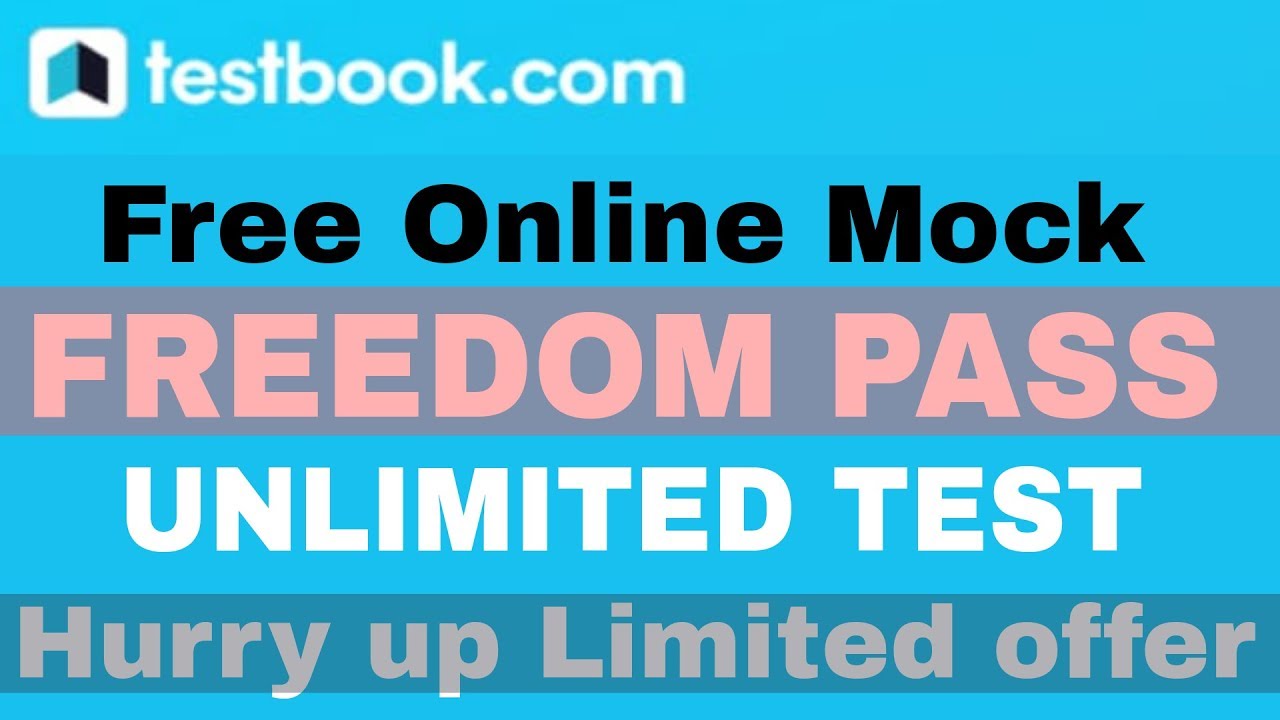 testbook.com
Free Online Mock
FREEDOM PASS
UNLIMITED TEST
Hurry up Limited offer